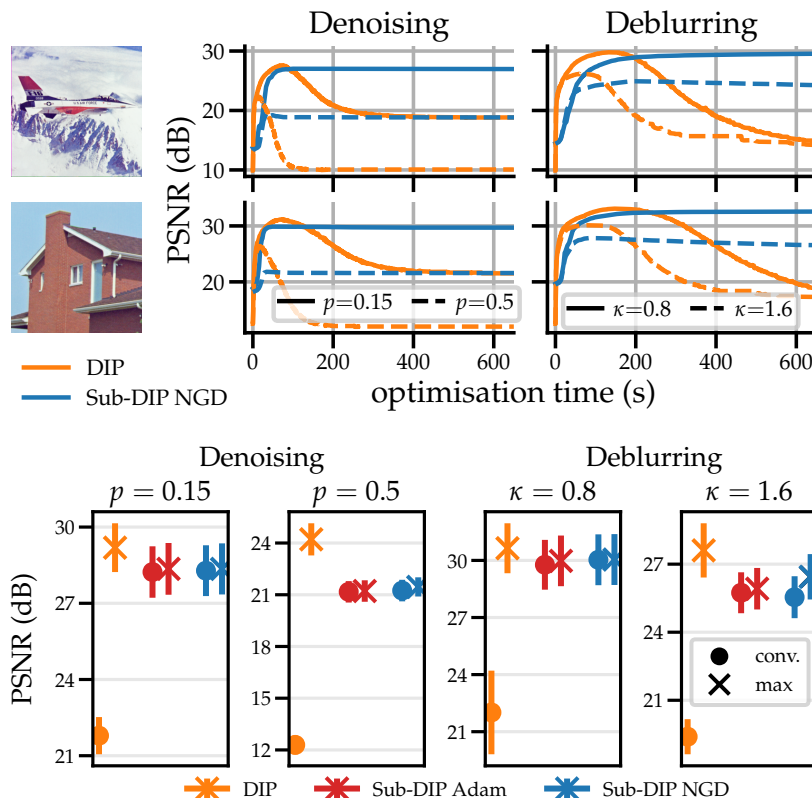 Denoising Deblurring
30
20
10
30
20
PSNR (dB)
p=0.15 p=0.5
κ=0.8 κ=1.6
0 200 400 600 0 200 400 600
optimisation time (s)
DIP
Sub-DIP NGD
Denoising Deblurring
p = 0.15 p = 0.5 κ = 0.8 κ = 1.6
PSNR (dB)
30 27 24 21
24 21 18 15 12
30 27 24 21
27 24 21
conv.
max
DIP Sub-DIP Adam Sub-DIP NGD